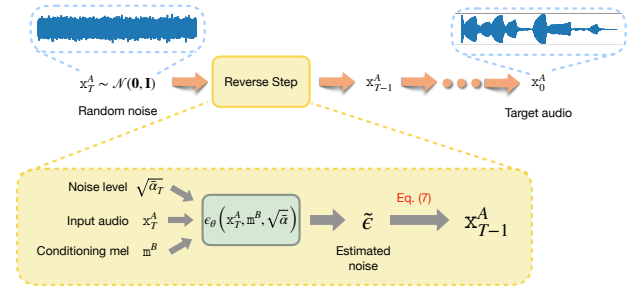 x_T^A ∼ 𝒩(0, I)
Random noise
Reverse Step
x_{T−1}^A
x_0^A
Target audio
Noise level √ᾱ_T
Input audio x_T^A
Conditioning mel m^B
ϵ_θ(x_T^A, m^B, √ᾱ)
ϵ̃
Estimated
noise
Eq. (7)
x_{T−1}^A